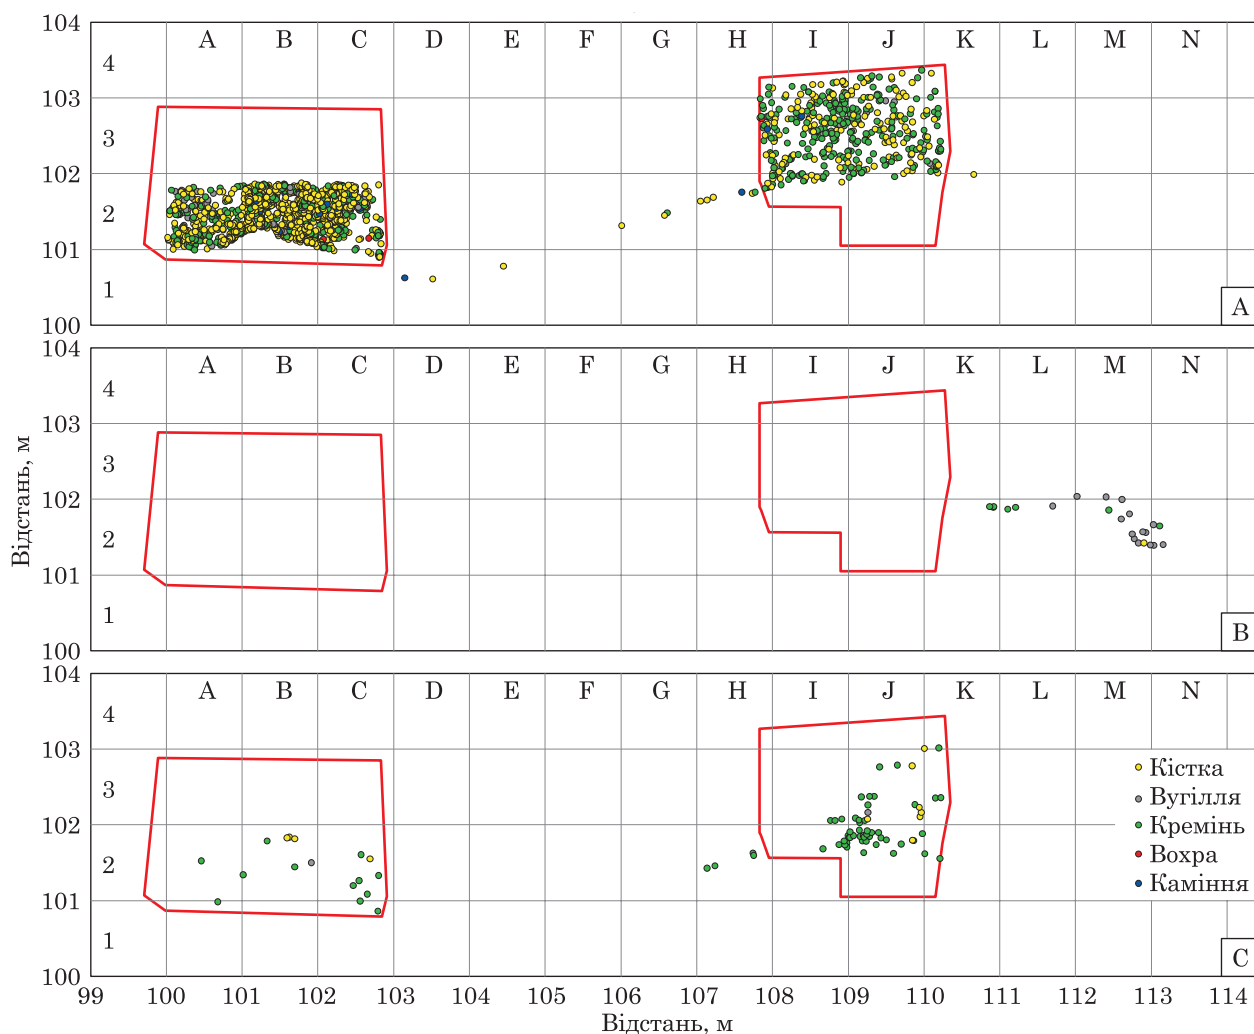 104
A B C D E F G H I J K L M N
4
103
3
102
2
101
1
100
A
104
A B C D E F G H I J K L M N
4
103
3
102
2
101
1
100
B
Відстань, м
104
A B C D E F G H I J K L M N
4
103
3
102
2
101
1
100
Кістка
Вугілля
Кремінь
Вохра
Каміння
C
99 100 101 102 103 104 105 106 107 108 109 110 111 112 113 114
Відстань, м